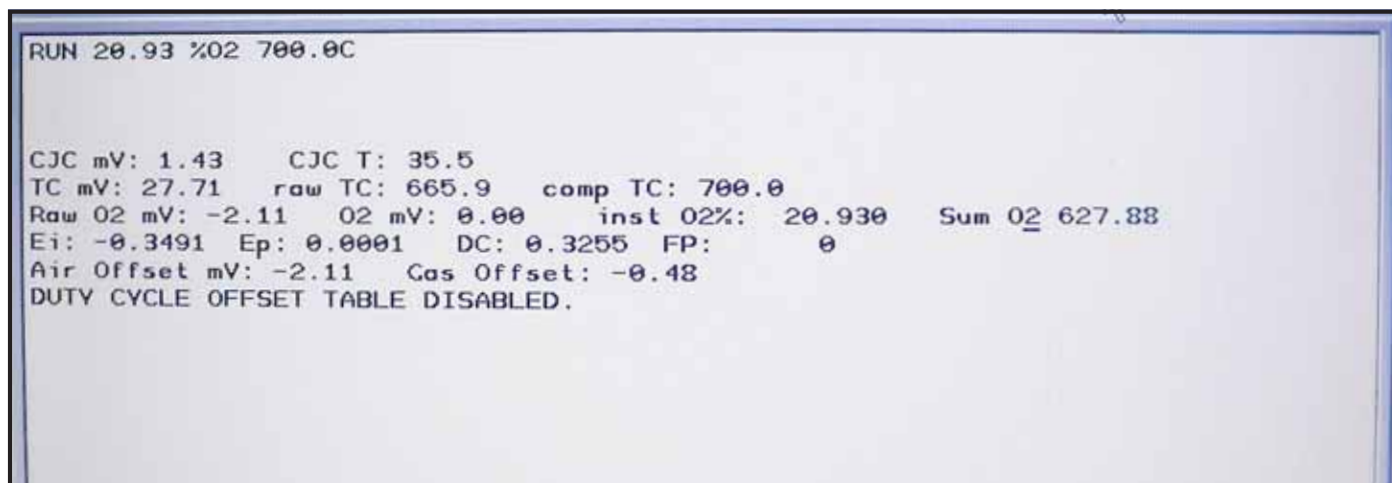 RUN 20.93 %O2 700.0C
CJC mV: 1.43 CJC T: 35.5
TC mV: 27.71 raw TC: 665.9 comp TC: 700.0
Raw O2 mV: -2.11 O2 mV: 0.00 inst O2%: 20.930 Sum O2 627.88
Ei: -0.3491 Ep: 0.0001 DC: 0.3255 FP: 0
Air Offset mV: -2.11 Gas Offset: -0.48
DUTY CYCLE OFFSET TABLE DISABLED.